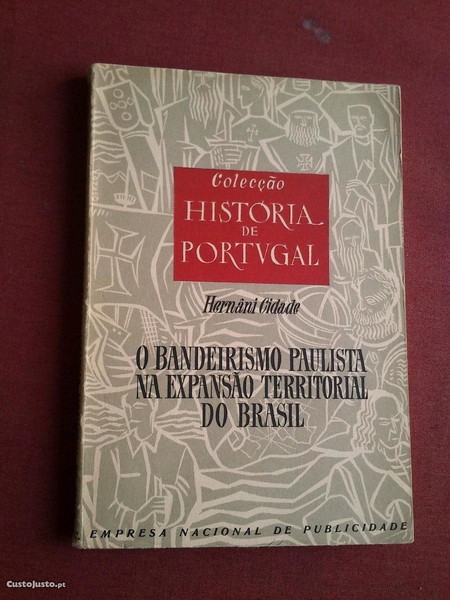 Colecção
HISTÓRIA
DE
PORTVGAL
Hernâni Cidade
O BANDEIRISMO PAULISTA
NA EXPANSÃO TERRITORIAL
DO BRASIL
EMPRESA NACIONAL DE PUBLICIDADE
CustoJusto.pt